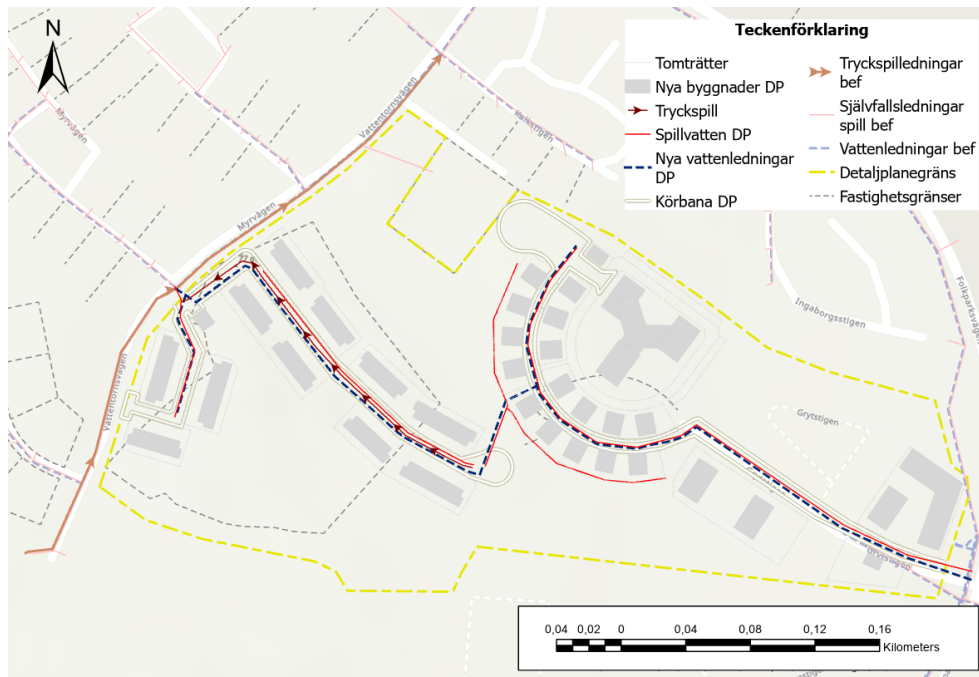 N
Teckenförklaring
Tomträtter
Nya byggnader DP
Tryckspill
Spillvatten DP
Nya vattenledningar
DP
Körbana DP
Tryckspilledningar
bef
Självfallsledningar
spill bef
Vattenledningar bef
Detaljplanegräns
Fastighetsgränser
Myrvägen
Vattentornsvägen
Myrvägen
Vattentornsvägen
Ingaborgsstigen
Folkparksvägen
Grytstigen
Grytstigen
0,04 0,02 0 0,04 0,08 0,12 0,16
Kilometers